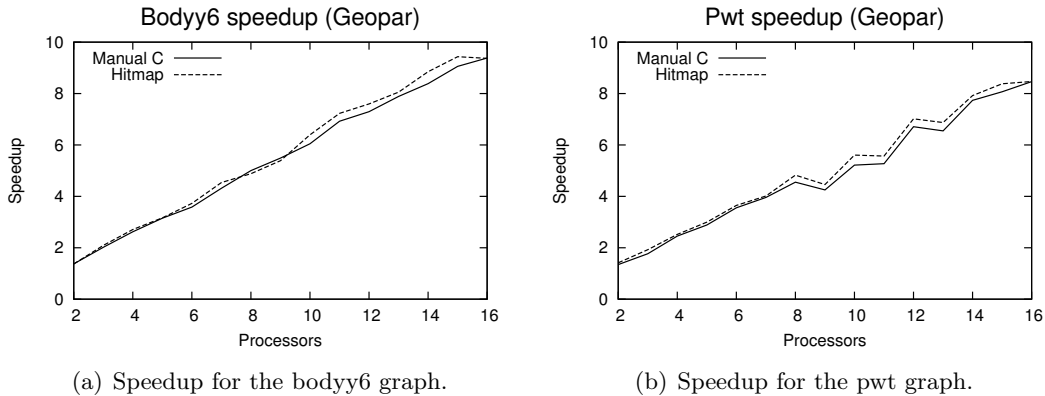 Bodyy6 speedup (Geopar)
10
8
6
4
2
0
Speedup
Manual C
Hitmap
2 4 6 8 10 12 14 16
Processors
(a) Speedup for the bodyy6 graph.
Pwt speedup (Geopar)
10
8
6
4
2
0
Speedup
Manual C
Hitmap
2 4 6 8 10 12 14 16
Processors
(b) Speedup for the pwt graph.